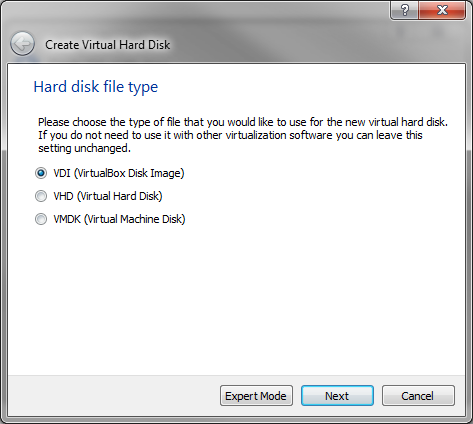 Create Virtual Hard Disk
Hard disk file type
Please choose the type of file that you would like to use for the new virtual hard disk.
If you do not need to use it with other virtualization software you can leave this
setting unchanged.
VDI (VirtualBox Disk Image)
VHD (Virtual Hard Disk)
VMDK (Virtual Machine Disk)
Expert Mode Next Cancel